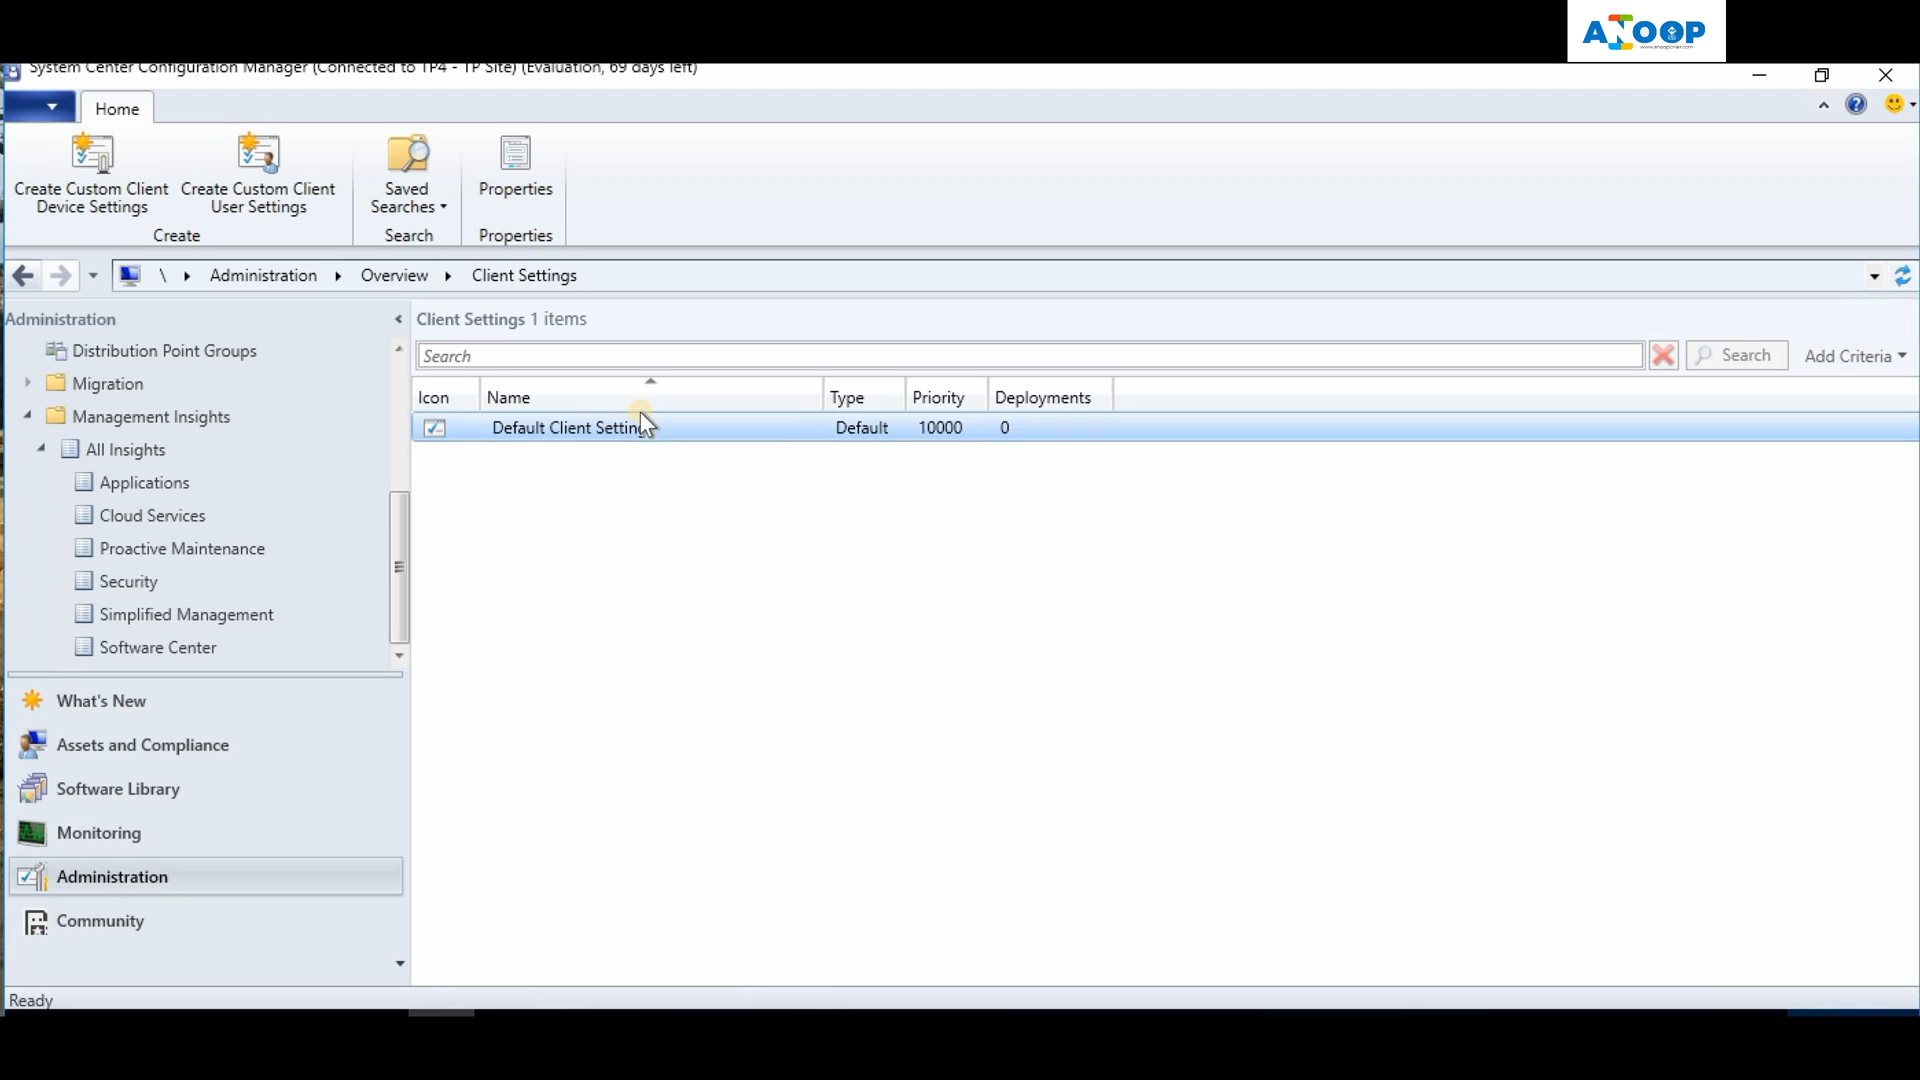 ANOOP
www.anoopcnair.com
System Center Configuration Manager (Connected to TP4 - TP Site) (Evaluation, 69 days left)
Home
Create Custom Client
Device Settings
Create Custom Client
User Settings
Saved
Searches
Properties
Create
Search
Properties
\ Administration Overview Client Settings
Administration
Client Settings 1 items
Distribution Point Groups
Search
Search
Add Criteria
Migration
Icon Name Type Priority Deployments
Management Insights
Default Client Setting Default 10000 0
All Insights
Applications
Cloud Services
Proactive Maintenance
Security
Simplified Management
Software Center
What's New
Assets and Compliance
Software Library
Monitoring
Administration
Community
Ready